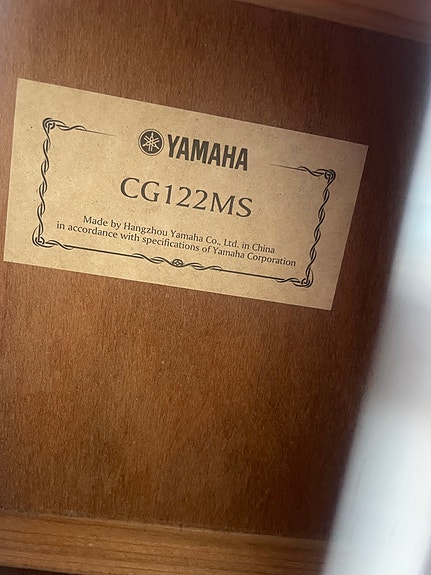 YAMAHA
CG122MS
Made by Hangzhou Yamaha Co., Ltd. in China
in accordance with specifications of Yamaha Corporation